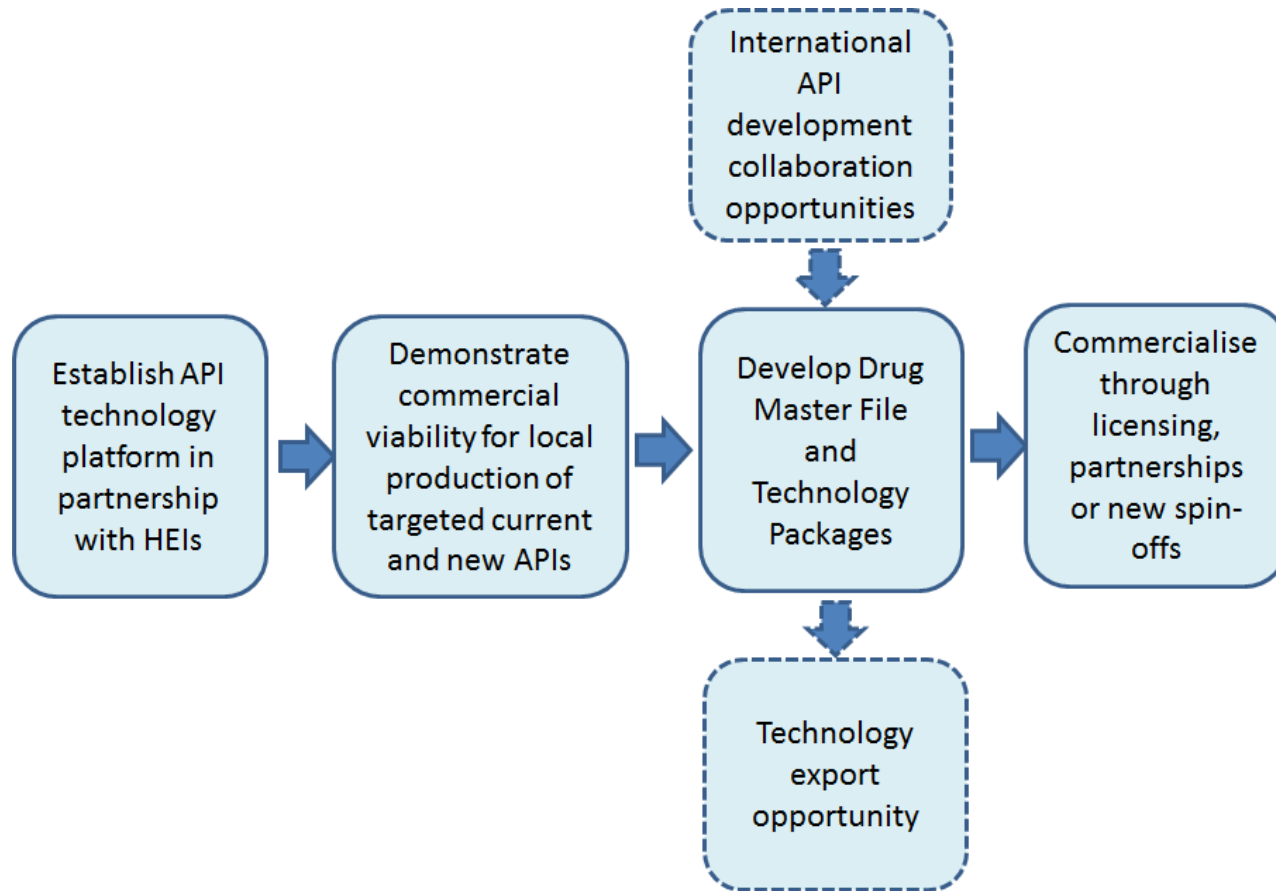 International
API
development
collaboration
opportunities
Establish API
technology
platform in
partnership
with HEIs
Demonstrate
commercial
viability for local
production of
targeted current
and new APIs
Develop Drug
Master File
and
Technology
Packages
Commercialise
through
licensing,
partnerships
or new spin-
offs
Technology
export
opportunity